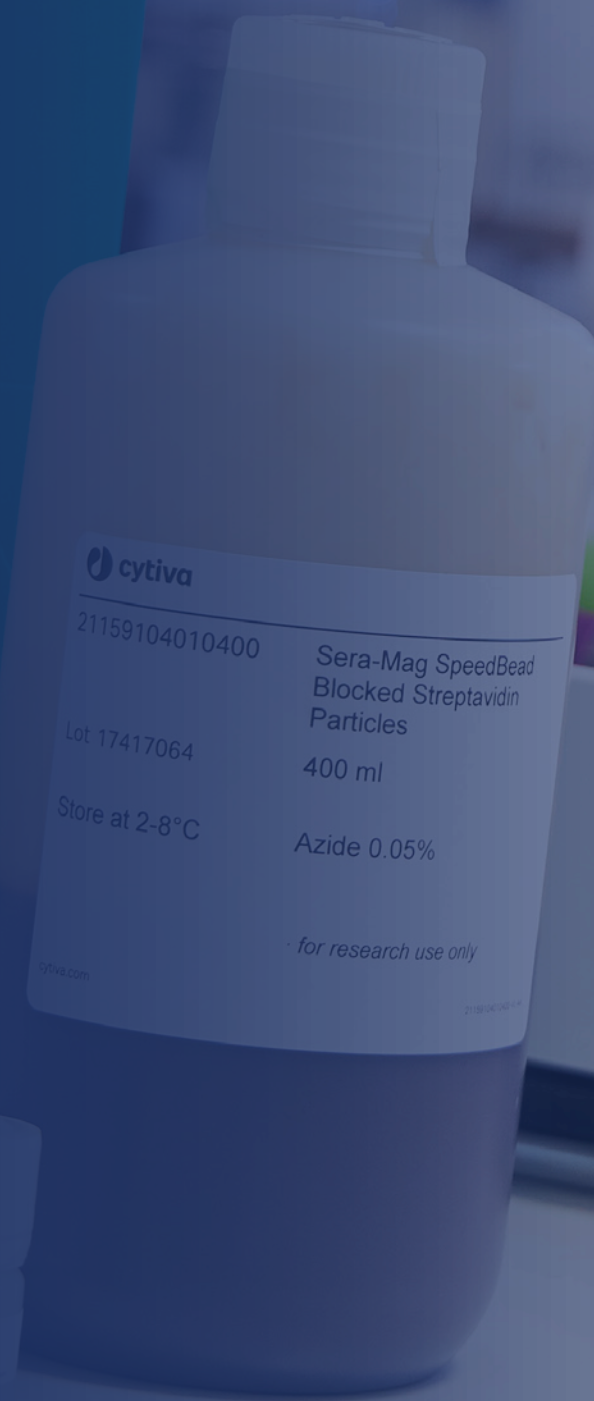 cytiva
21159104010400
Sera-Mag SpeedBead
Blocked Streptavidin
Particles
Lot 17417064
400 ml
Store at 2-8°C
Azide 0.05%
for research use only
cytiva.com